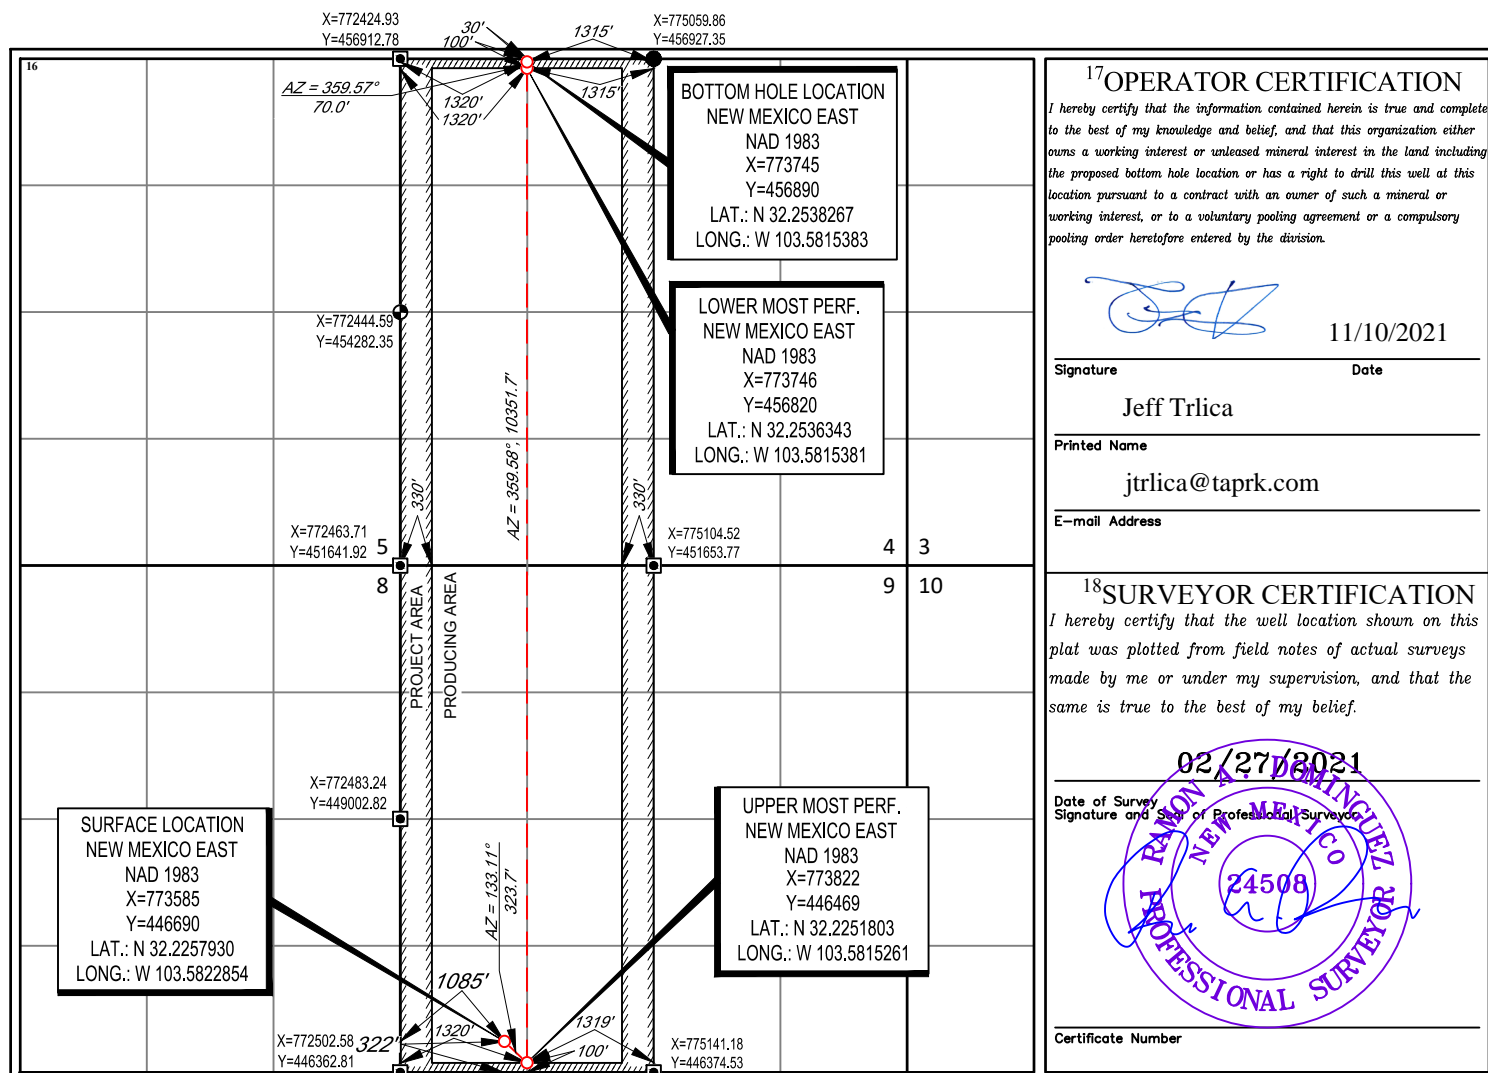 16
X=772424.93
Y=456912.78
30'
100'
1315'
X=775059.86
Y=456927.35
AZ = 359.57°
70.0'
1320'
1320'
1315'
BOTTOM HOLE LOCATION
NEW MEXICO EAST
NAD 1983
X=773745
Y=456890
LAT.: N 32.2538267
LONG.: W 103.5815383
LOWER MOST PERF.
NEW MEXICO EAST
NAD 1983
X=773746
Y=456820
LAT.: N 32.2536343
LONG.: W 103.5815381
X=772444.59
Y=454282.35
AZ = 359.58°, 10351.7'
330'
330'
X=772463.71
Y=451641.92
5
8
X=775104.52
Y=451653.77
4
3
9
10
PROJECT AREA
PRODUCING AREA
X=772483.24
Y=449002.82
SURFACE LOCATION
NEW MEXICO EAST
NAD 1983
X=773585
Y=446690
LAT.: N 32.2257930
LONG.: W 103.5822854
AZ = 133.11°
323.7'
UPPER MOST PERF.
NEW MEXICO EAST
NAD 1983
X=773822
Y=446469
LAT.: N 32.2251803
LONG.: W 103.5815261
1085'
1320'
322'
1319'
100'
X=772502.58
Y=446362.81
X=775141.18
Y=446374.53
17 OPERATOR CERTIFICATION
I hereby certify that the information contained herein is true and complete
to the best of my knowledge and belief, and that this organization either
owns a working interest or unleased mineral interest in the land including
the proposed bottom hole location or has a right to drill this well at this
location pursuant to a contract with an owner of such a mineral or
working interest, or to a voluntary pooling agreement or a compulsory
pooling order heretofore entered by the division.
11/10/2021
Signature Date
Jeff Trlica
Printed Name
jtrlica@taprk.com
E-mail Address
18 SURVEYOR CERTIFICATION
I hereby certify that the well location shown on this
plat was plotted from field notes of actual surveys
made by me or under my supervision, and that the
same is true to the best of my belief.
02/27/2021
Date of Survey
Signature and Seal of Professional Surveyor:
RAMON A. DOMINGUEZ
NEW MEXICO
24508
PROFESSIONAL SURVEYOR
Certificate Number